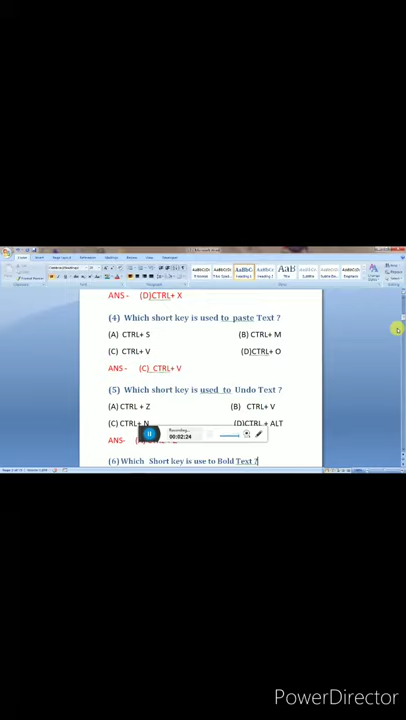 ANS - (D)CTRL+ X
(4) Which short key is used to paste Text ?
(A) CTRL+ S (B) CTRL+ M
(C) CTRL+ V (D)CTRL+ O
ANS - (C) CTRL+ V
(5) Which short key is used to Undo Text ?
(A) CTRL + Z (B) CTRL+ V
(C) CTRL+ N (D)CTRL + ALT
ANS-
Recording...
00:02:24
(6) Which Short key is use to Bold Text ?
PowerDirector